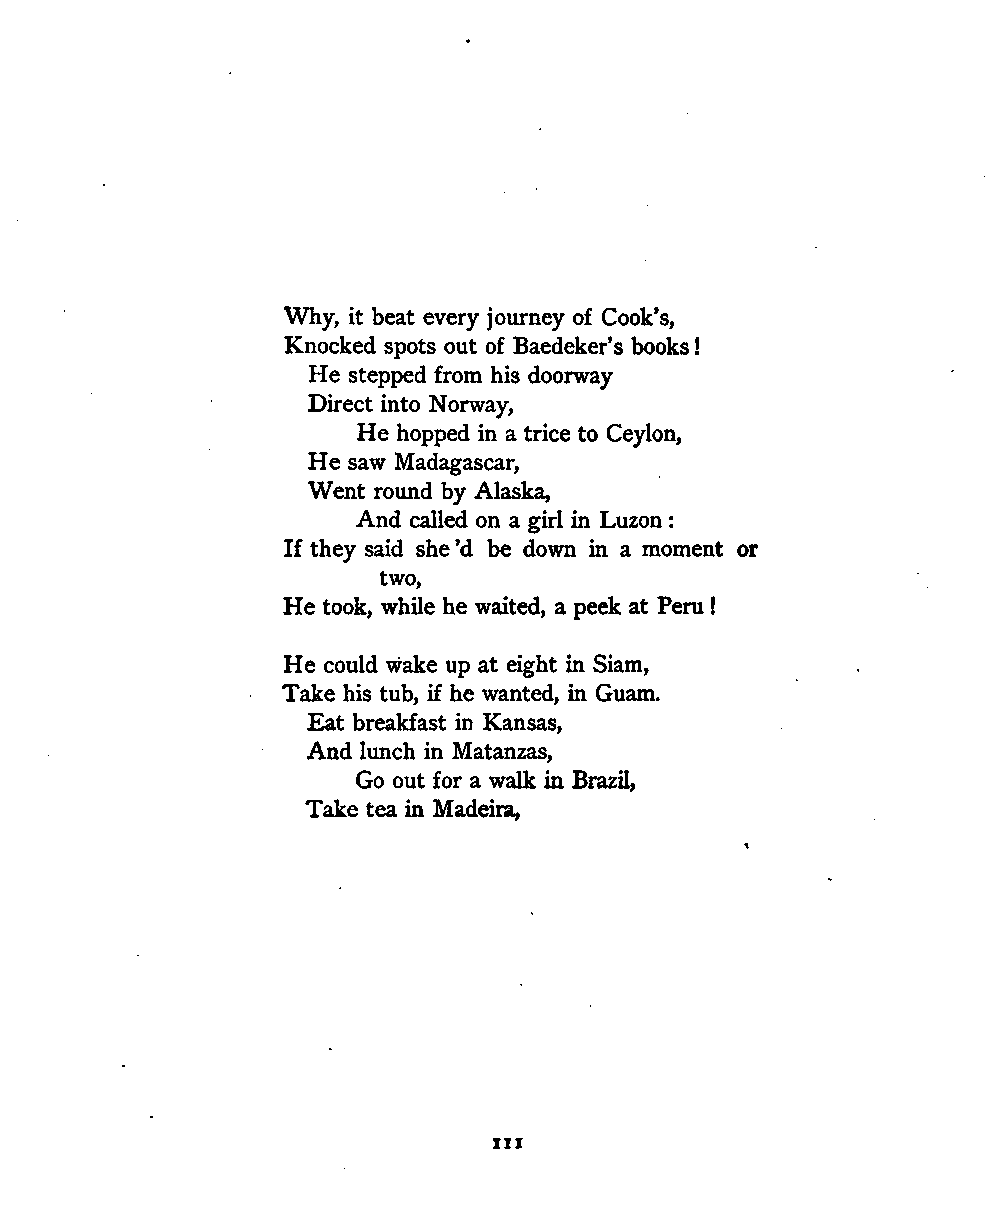 Why, it beat every journey of Cook's,
Knocked spots out of Baedeker's books!
He stepped from his doorway
Direct into Norway,
He hopped in a trice to Ceylon,
He saw Madagascar,
Went round by Alaska,
And called on a girl in Luzon:
If they said she'd be down in a moment or
two,
He took, while he waited, a peek at Peru!

He could wake up at eight in Siam,
Take his tub, if he wanted, in Guam.
Eat breakfast in Kansas,
And lunch in Matanzas,
Go out for a walk in Brazil,
Take tea in Madeira,
111